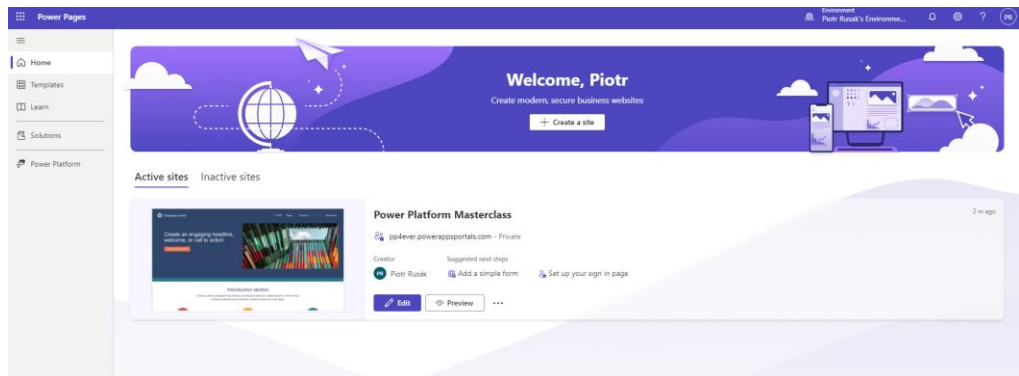 Power Pages
Environment
Piotr Rusak's Environme...
?
PR
Home
Templates
Learn
Solutions
Power Platform
Welcome, Piotr
Create modern, secure business websites
+ Create a site
Active sites Inactive sites
Company name
Create an engaging headline,
welcome, or call to action
Introduction section
Power Platform Masterclass
2 m ago
pp4ever.powerappsportals.com – Private
Creator Suggested next steps
PR Piotr Rusak Add a simple form Set up your sign in page
Edit Preview ...